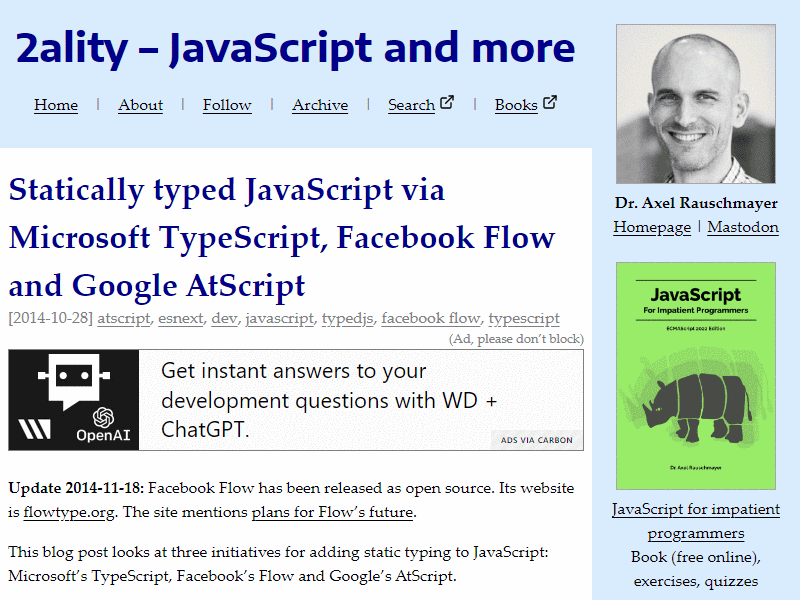 2ality – JavaScript and more
Home | About | Follow | Archive | Search | Books
Statically typed JavaScript via
Microsoft TypeScript, Facebook Flow
and Google AtScript
[2014-10-28] atscript, esnext, dev, javascript, typedjs, facebook flow, typescript
(Ad, please don’t block)
Get instant answers to your
development questions with WD +
ChatGPT.
OpenAI
ADS VIA CARBON
Update 2014-11-18: Facebook Flow has been released as open source. Its website
is flowtype.org. The site mentions plans for Flow’s future.
This blog post looks at three initiatives for adding static typing to JavaScript:
Microsoft’s TypeScript, Facebook’s Flow and Google’s AtScript.
Dr. Axel Rauschmayer
Homepage | Mastodon
JavaScript
For Impatient Programmers
ECMAScript 2022 Edition
Dr. Axel Rauschmayer
JavaScript for impatient
programmers
Book (free online),
exercises, quizzes